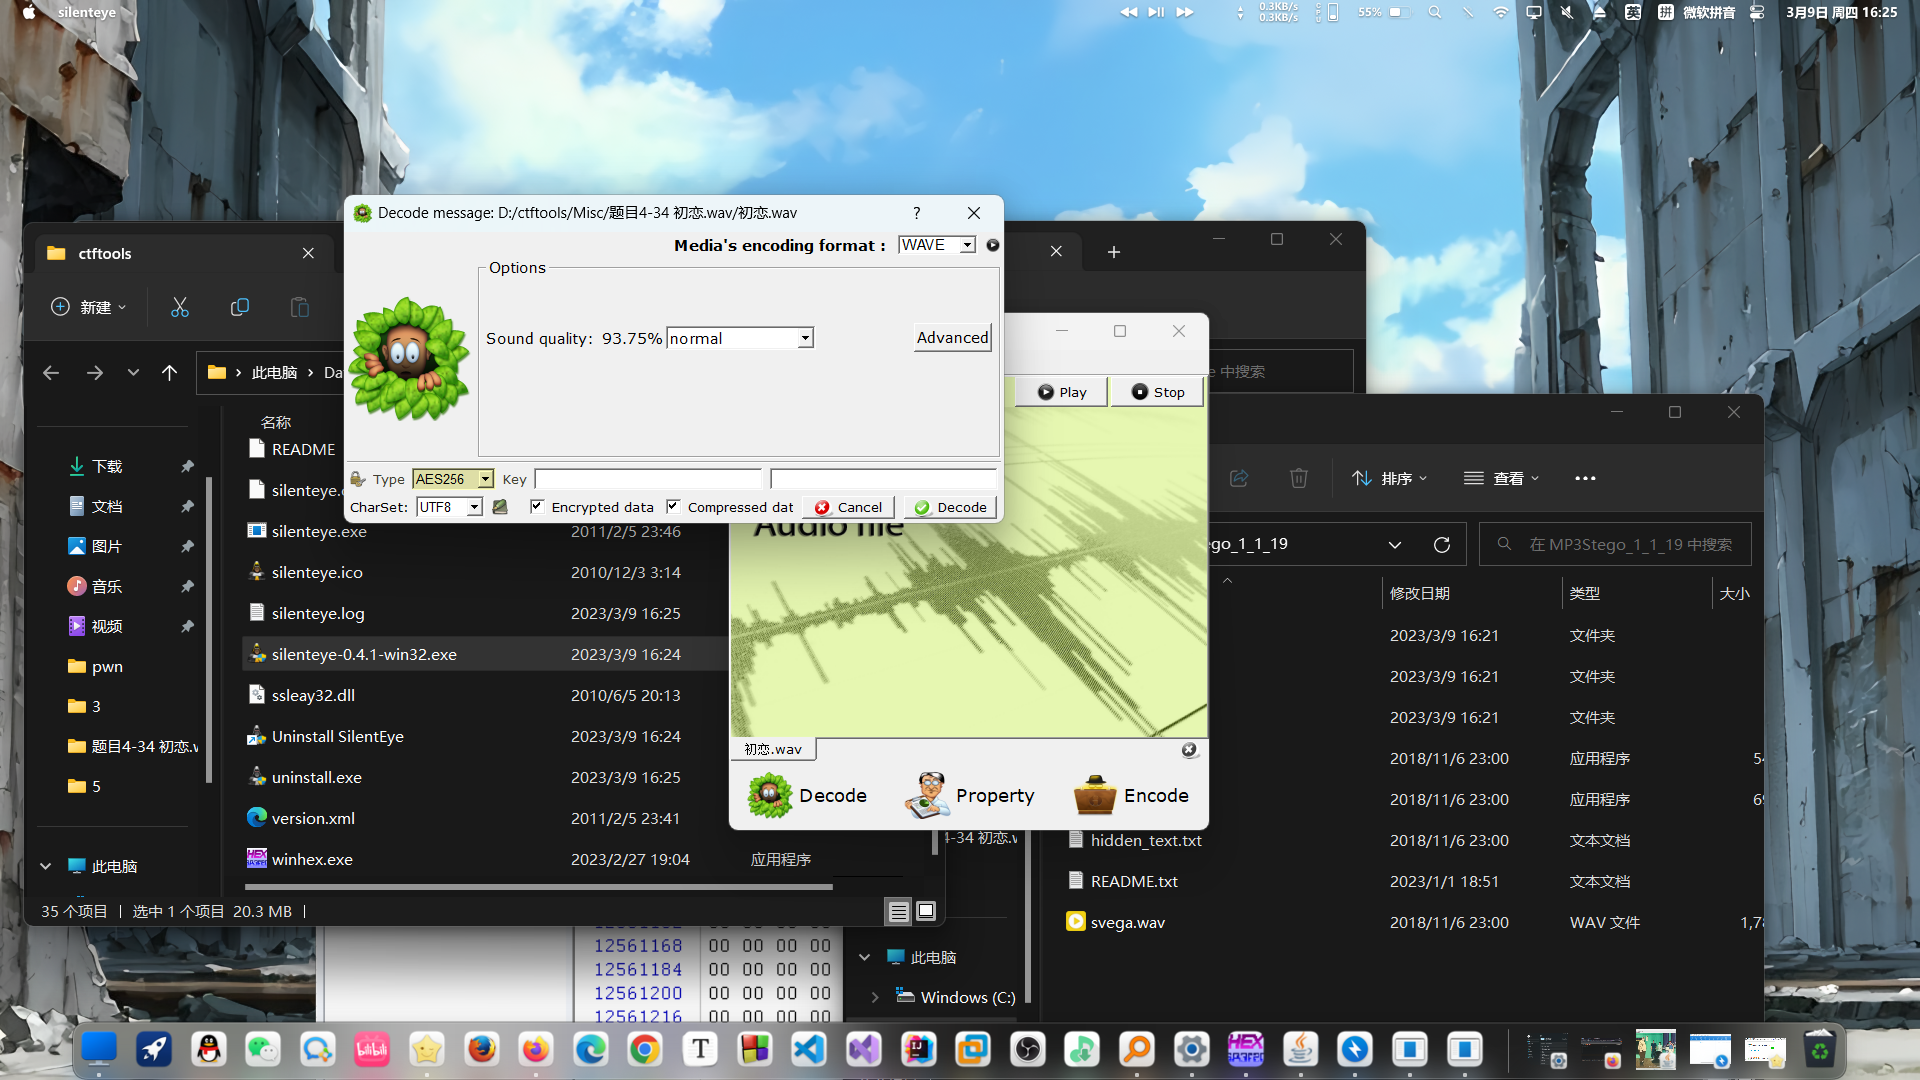 silenteye
0.3KB/s
0.3KB/s
CPU
55%
英
拼
微软拼音
3月9日 周四 16:25
ctftools
新建
此电脑
Da
名称
README
silenteye.c
silenteye.exe
2011/2/5 23:46
silenteye.ico
2010/12/3 3:14
silenteye.log
2023/3/9 16:25
silenteye-0.4.1-win32.exe
2023/3/9 16:24
ssleay32.dll
2010/6/5 20:13
Uninstall SilentEye
2023/3/9 16:24
uninstall.exe
2023/3/9 16:25
version.xml
2011/2/5 23:41
winhex.exe
2023/2/27 19:04
应用程序
下载
文档
图片
音乐
视频
pwn
3
题目4-34 初恋.w
5
此电脑
35 个项目
选中 1 个项目 20.3 MB
Decode message: D:/ctftools/Misc/题目4-34 初恋.wav/初恋.wav
?
Media's encoding format :
WAVE
Options
Sound quality: 93.75%
normal
Advanced
Type
AES256
Key
CharSet:
UTF8
Encrypted data
Compressed dat
Cancel
Decode
Play
Stop
Audio file
初恋.wav
Decode
Property
Encode
e 中搜索
排序
查看
go_1_1_19
在 MP3Stego_1_1_19 中搜索
修改日期
类型
大小
2023/3/9 16:21
文件夹
2023/3/9 16:21
文件夹
2023/3/9 16:21
文件夹
2018/11/6 23:00
应用程序
54
2018/11/6 23:00
应用程序
69
hidden_text.txt
2018/11/6 23:00
文本文档
README.txt
2023/1/1 18:51
文本文档
svega.wav
2018/11/6 23:00
WAV 文件
1,78
4-34 初恋.w
此电脑
Windows (C:)
12561168 00 00 00 00
12561184 00 00 00 00
12561200 00 00 00 00
12561216 00 00 00 00
bilibili
T
HEX